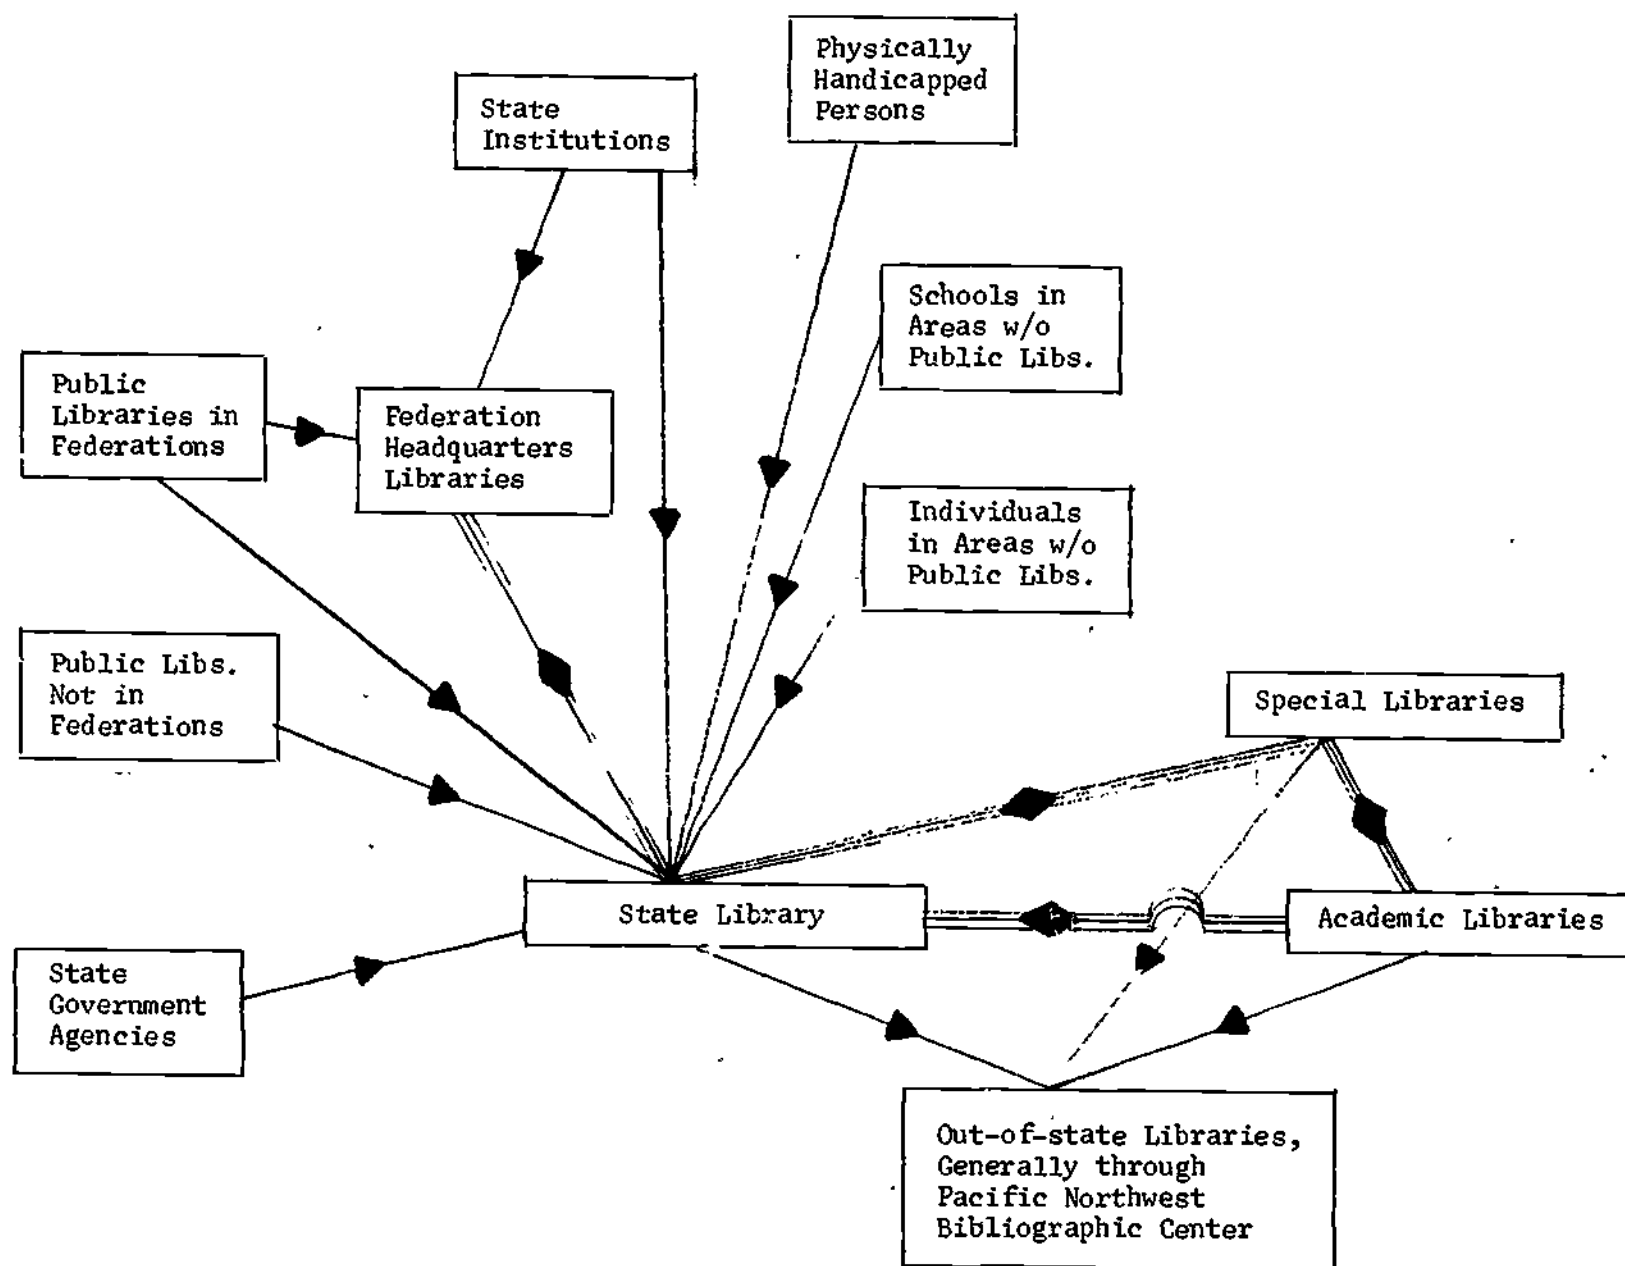 Physically
Handicapped
Persons
State
Institutions
Schools in
Areas w/o
Public Libs.
Public
Libraries in
Federations
Federation
Headquarters
Libraries
Individuals
in Areas w/o
Public Libs.
Public Libs.
Not in
Federations
Special Libraries
State Library
Academic Libraries
State
Government
Agencies
Out-of-state Libraries,
Generally through
Pacific Northwest
Bibliographic Center